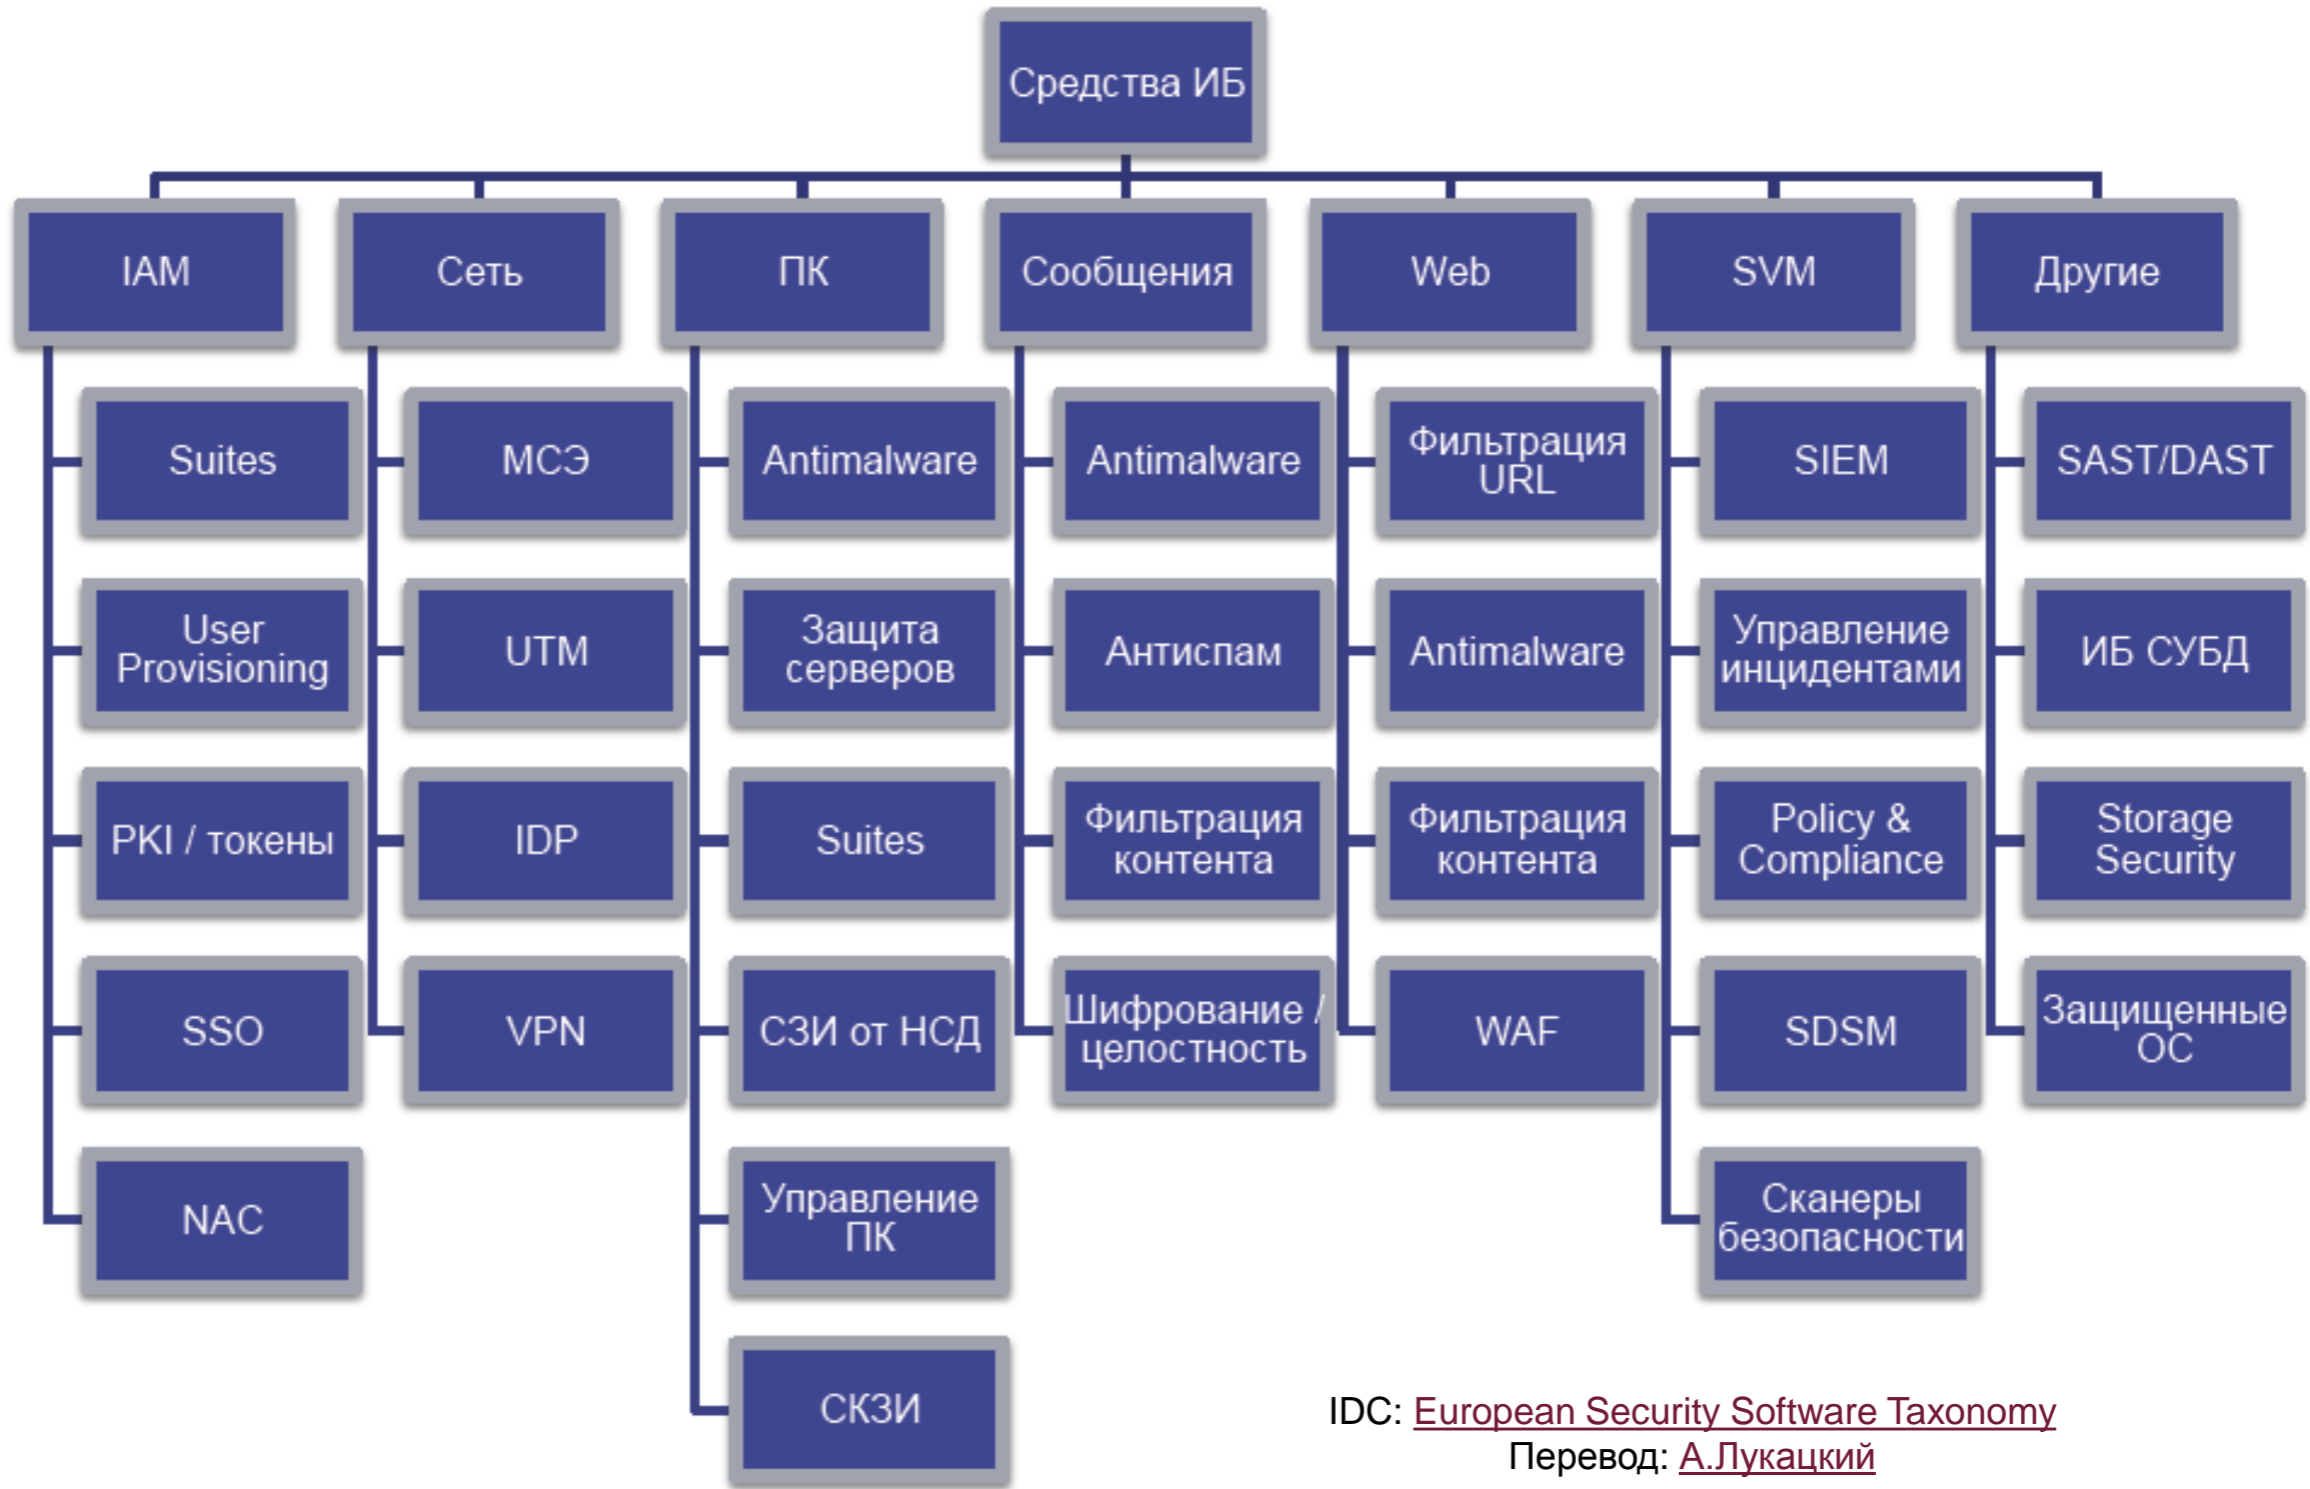 Средства ИБ
IAM
Сеть
ПК
Сообщения
Web
SVM
Другие
Suites
МСЭ
Antimalware
Antimalware
Фильтрация
URL
SIEM
SAST/DAST
User
Provisioning
UTM
Защита
серверов
Антиспам
Antimalware
Управление
инцидентами
ИБ СУБД
PKI / токены
IDP
Suites
Фильтрация
контента
Фильтрация
контента
Policy &
Compliance
Storage
Security
SSO
VPN
СЗИ от НСД
Шифрование /
целостность
WAF
SDSM
Защищенные
ОС
NAC
Управление
ПК
Сканеры
безопасности
СКЗИ
IDC: European Security Software Taxonomy
Перевод: А.Лукацкий